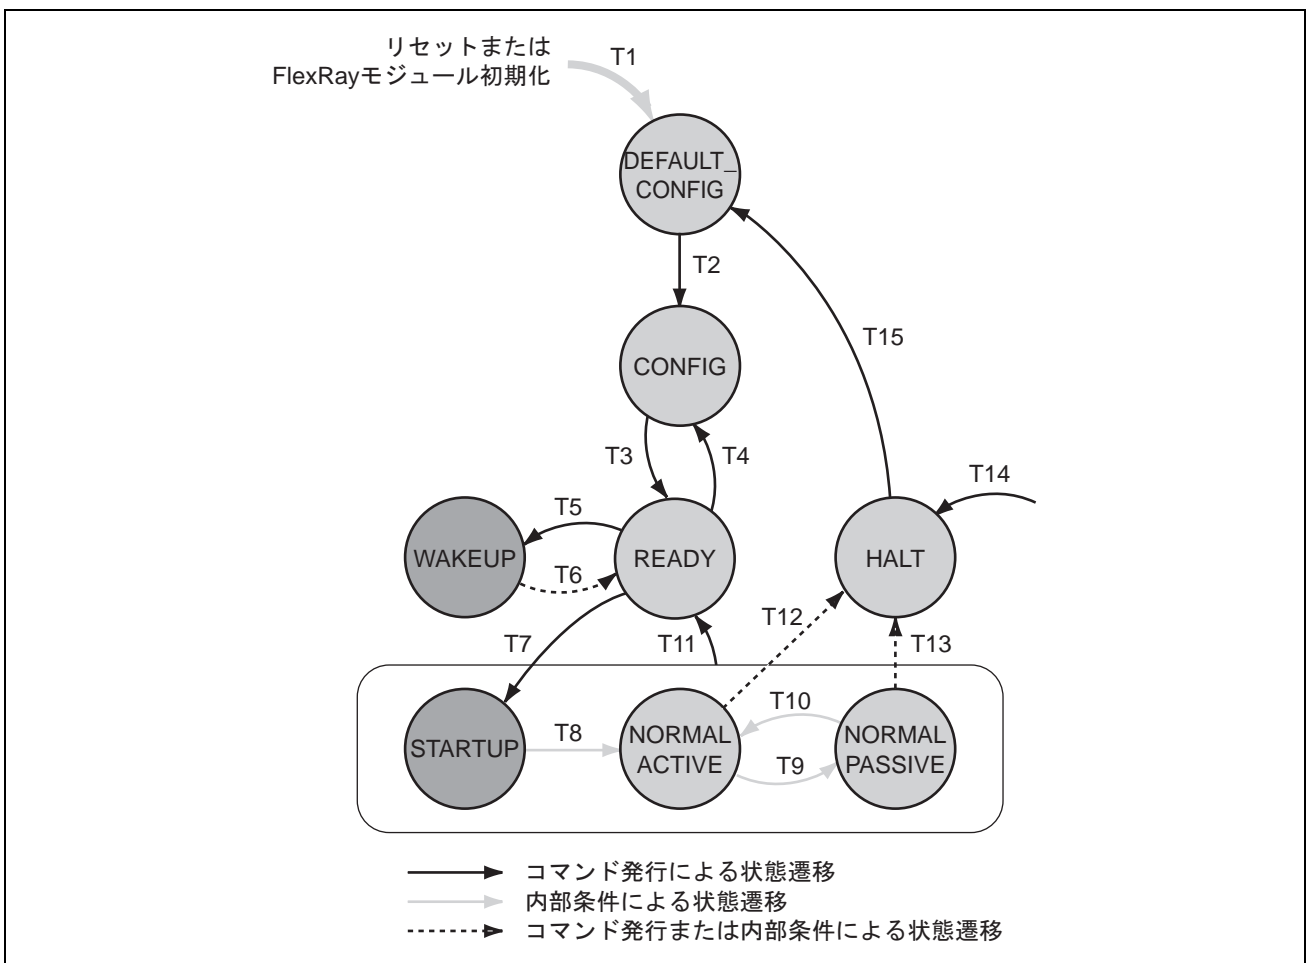 リセットまたは
FlexRayモジュール初期化
T1
DEFAULT_
CONFIG
T2
CONFIG
T15
T3
T4
T14
T5
WAKEUP
READY
HALT
T6
T12
T7
T11
T13
T10
STARTUP
T8
NORMAL
ACTIVE
NORMAL
PASSIVE
T9
コマンド発行による状態遷移
内部条件による状態遷移
コマンド発行または内部条件による状態遷移